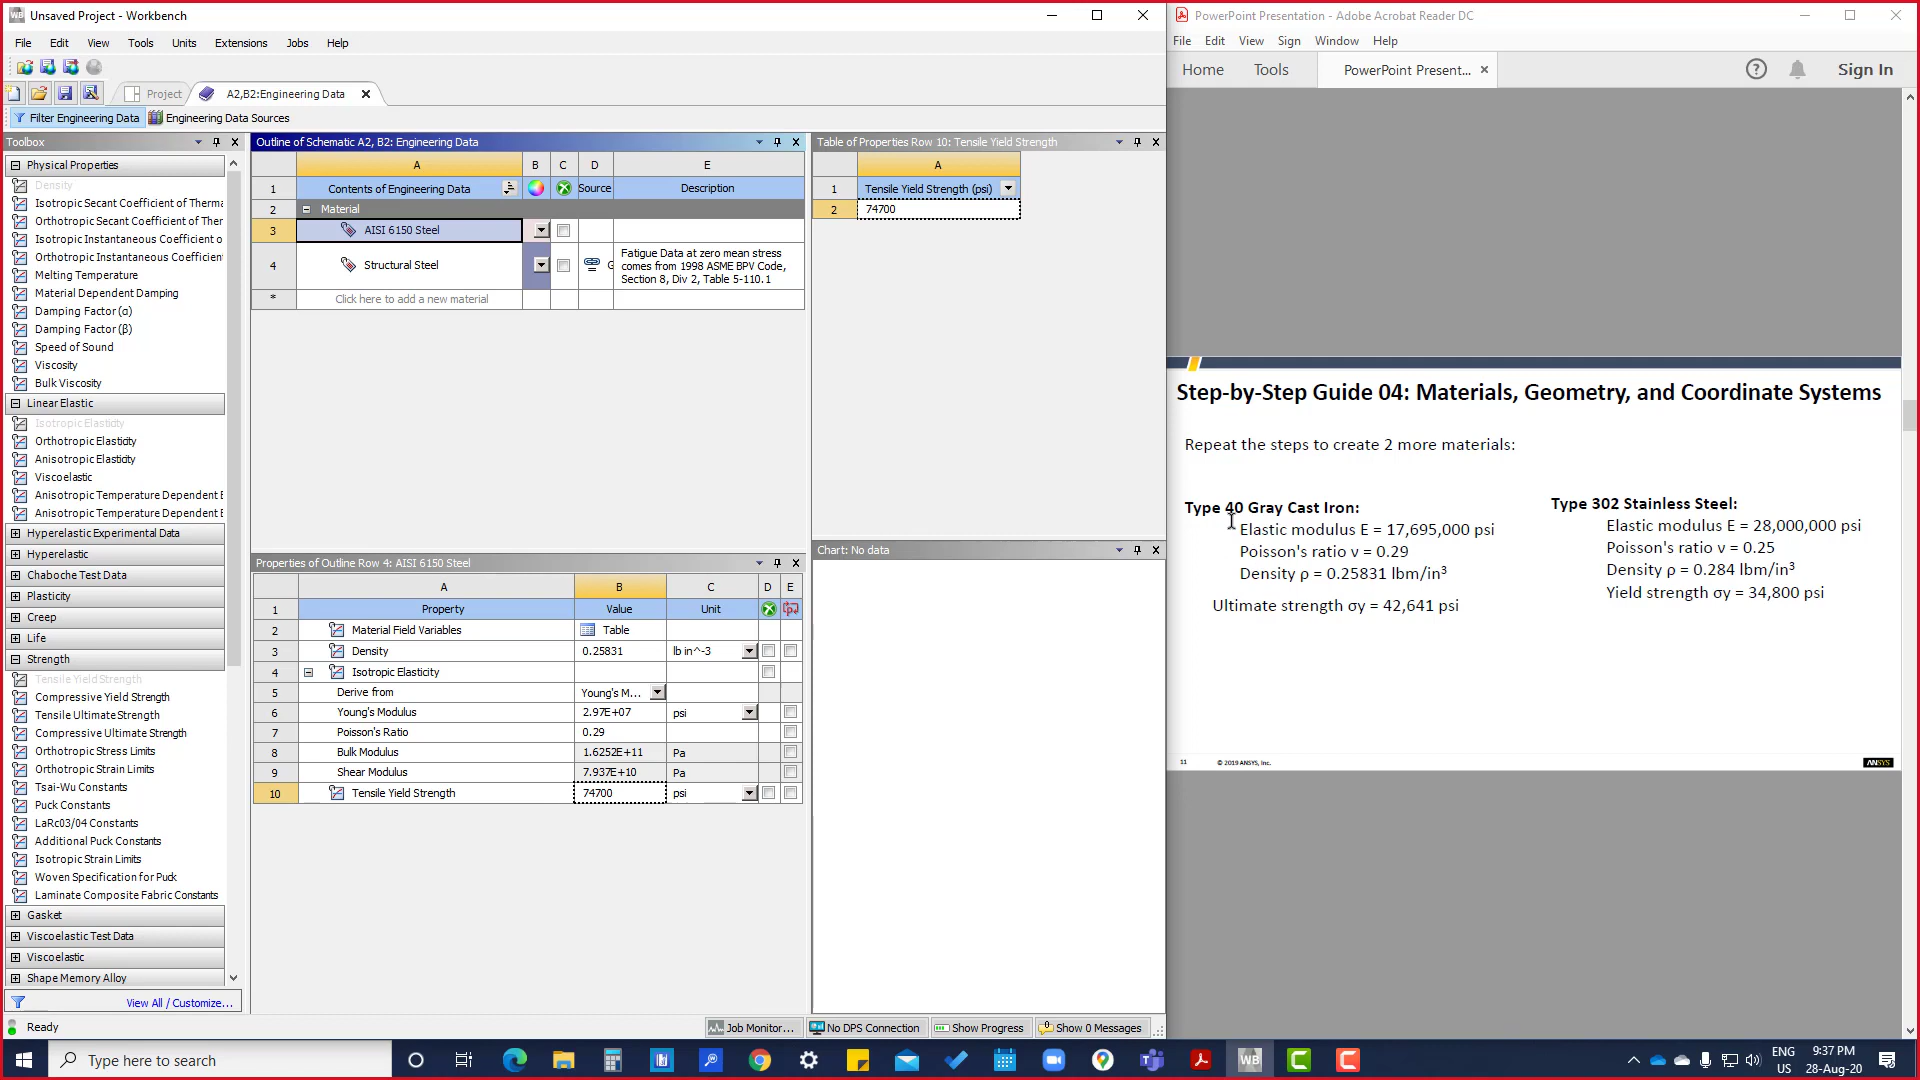 Unsaved Project - Workbench
File Edit View Tools Units Extensions Jobs Help
Project
A2,B2:Engineering Data
Filter Engineering Data
Engineering Data Sources
Toolbox
Physical Properties
Density
Isotropic Secant Coefficient of Therma
Orthotropic Secant Coefficient of Ther
Isotropic Instantaneous Coefficient o
Orthotropic Instantaneous Coefficien
Melting Temperature
Material Dependent Damping
Damping Factor (α)
Damping Factor (β)
Speed of Sound
Viscosity
Bulk Viscosity
Linear Elastic
Isotropic Elasticity
Orthotropic Elasticity
Anisotropic Elasticity
Viscoelastic
Anisotropic Temperature Dependent E
Anisotropic Temperature Dependent E
Hyperelastic Experimental Data
Hyperelastic
Chaboche Test Data
Plasticity
Creep
Life
Strength
Tensile Yield Strength
Compressive Yield Strength
Tensile Ultimate Strength
Compressive Ultimate Strength
Orthotropic Stress Limits
Orthotropic Strain Limits
Tsai-Wu Constants
Puck Constants
LaRc03/04 Constants
Additional Puck Constants
Isotropic Strain Limits
Woven Specification for Puck
Laminate Composite Fabric Constants
Gasket
Viscoelastic Test Data
Viscoelastic
Shape Memory Alloy
View All / Customize...
Ready
Outline of Schematic A2, B2: Engineering Data
A B C D E
1 Contents of Engineering Data Source Description
2 Material
3 AISI 6150 Steel
4 Structural Steel G
Fatigue Data at zero mean stress
comes from 1998 ASME BPV Code,
Section 8, Div 2, Table 5-110.1
* Click here to add a new material
Properties of Outline Row 4: AISI 6150 Steel
A B C D E
1 Property Value Unit
2 Material Field Variables Table
3 Density 0.25831 lb in^-3
4 Isotropic Elasticity
5 Derive from Young's M...
6 Young's Modulus 2.97E+07 psi
7 Poisson's Ratio 0.29
8 Bulk Modulus 1.6252E+11 Pa
9 Shear Modulus 7.937E+10 Pa
10 Tensile Yield Strength 74700 psi
Table of Properties Row 10: Tensile Yield Strength
A
1 Tensile Yield Strength (psi)
2 74700
Chart: No data
Job Monitor... No DPS Connection Show Progress Show 0 Messages
PowerPoint Presentation - Adobe Acrobat Reader DC
File Edit View Sign Window Help
Home Tools PowerPoint Present... Sign In
Step-by-Step Guide 04: Materials, Geometry, and Coordinate Systems
Repeat the steps to create 2 more materials:
Type 40 Gray Cast Iron:
Elastic modulus E = 17,695,000 psi
Poisson's ratio ν = 0.29
Density ρ = 0.25831 lbm/in³
Ultimate strength σy = 42,641 psi
Type 302 Stainless Steel:
Elastic modulus E = 28,000,000 psi
Poisson's ratio ν = 0.25
Density ρ = 0.284 lbm/in³
Yield strength σy = 34,800 psi
11 © 2019 ANSYS, Inc. ANSYS
Type here to search
WB
ENG
US
9:37 PM
28-Aug-20